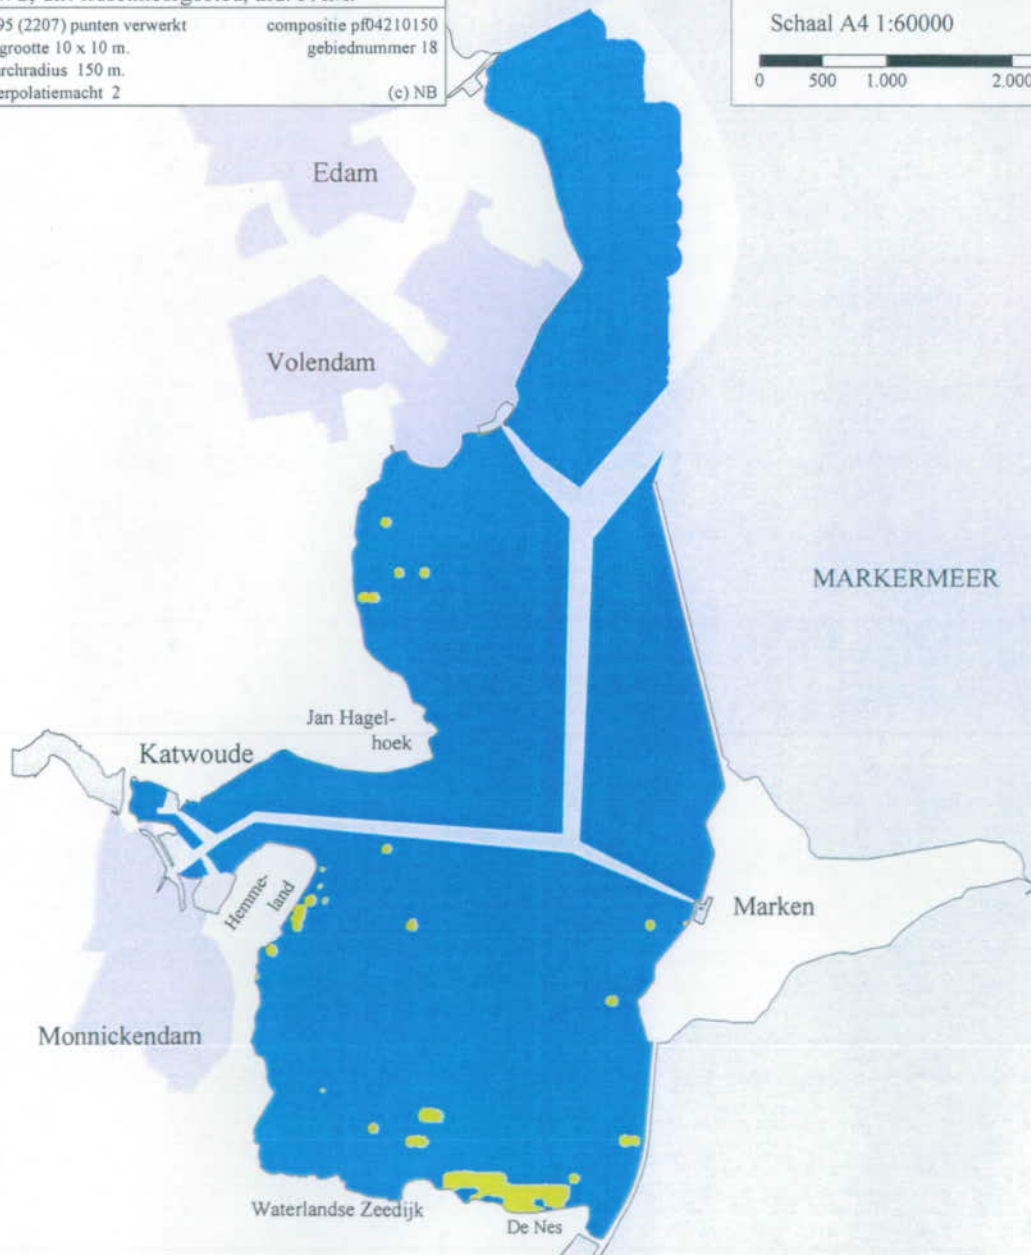 95 (2207) punten verwerkt
compositie pf04210150
grootte 10 x 10 m.
gebiednummer 18
rchradius 150 m.
erpolatiemacht 2
(c) NB
Schaal A4 1:60000
0 500 1.000 2.000
Edam
Volendam
MARKERMEER
Jan Hagel-
hoek
Katwoude
Hemme-
land
Marken
Monnickendam
Waterlandse Zeedijk
De Nes